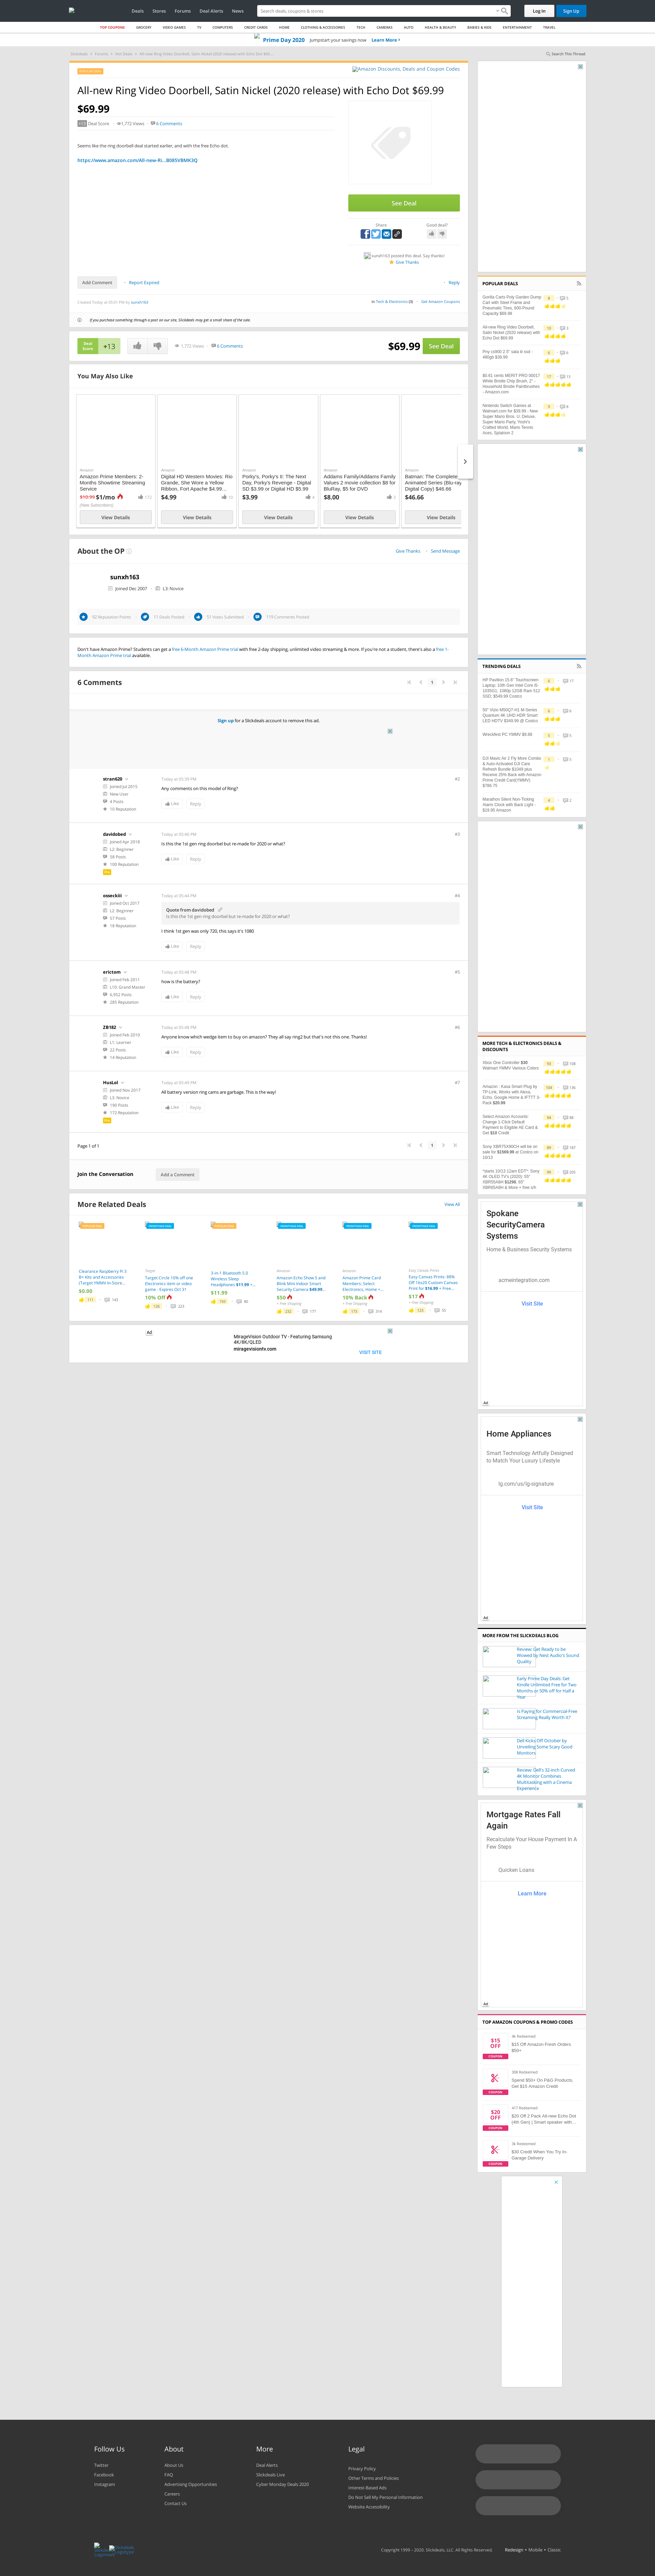 Deals
Stores
Forums
Deal Alerts
News
Search deals, coupons & stores
Log In
Sign Up
TOP COUPONS
GROCERY
VIDEO GAMES
TV
COMPUTERS
CREDIT CARDS
HOME
CLOTHING & ACCESSORIES
TECH
CAMERAS
AUTO
HEALTH & BEAUTY
BABIES & KIDS
ENTERTAINMENT
TRAVEL
Prime Day 2020 Jumpstart your savings now Learn More
Search This Thread
Amazon Discounts, Deals and Coupon Codes
All-new Ring Video Doorbell, Satin Nickel (2020 release) with Echo Dot $69.99
$69.99
+13 Deal Score
1,772 Views
6 Comments
Seems like the ring doorbell deal started earlier, and with the free Echo dot.
https://www.amazon.com/All-new-Ri...B085VBMK3Q
See Deal
Share
Good deal?
sunxh163 posted this deal. Say thanks!
Give Thanks
Add Comment
Report Expired
Reply
Created Today at 05:01 PM by sunxh163
in Tech & Electronics (3)
Get Amazon Coupons
If you purchase something through a post on our site, Slickdeals may get a small share of the sale.
Deal Score
+13
1,772 Views
6 Comments
$69.99
See Deal
You May Also Like
Amazon
Amazon Prime Members: 2-Months Showtime Streaming Service
$10.99 $1/mo
172
(New Subscribers)
View Details
Amazon
Digital HD Western Movies: Rio Grande, She Wore a Yellow Ribbon, Fort Apache $4.99...
$4.99
View Details
Amazon
Porky's, Porky's II: The Next Day, Porky's Revenge - Digital SD $3.99 or Digital HD $5.99
$3.99
View Details
Amazon
Addams Family/Addams Family Values 2 movie collection $8 for BluRay, $5 for DVD
$8.00
View Details
Amazon
Batman: The Complete Animated Series (Blu-ray Digital Copy) $46.66
$46.66
View Details
About the OP
Give Thanks
Send Message
sunxh163
Joined Dec 2007
L3: Novice
92 Reputation Points
11 Deals Posted
57 Votes Submitted
119 Comments Posted
Don't have Amazon Prime? Students can get a free 6-Month Amazon Prime trial with free 2-day shipping, unlimited video streaming & more. If you're not a student, there's also a free 1-Month Amazon Prime trial available.
6 Comments
1
Sign up for a Slickdeals account to remove this ad.
stran620
Joined Jul 2015
New User
4 Posts
10 Reputation
Today at 05:39 PM
#2
Any comments on this model of Ring?
Like
Reply
davidobed
Joined Apr 2018
L2: Beginner
58 Posts
100 Reputation
Pro
Today at 05:40 PM
#3
Is this the 1st gen ring doorbell but re-made for 2020 or what?
Like
Reply
osseckiii
Joined Oct 2011
L2: Beginner
57 Posts
18 Reputation
Today at 05:44 PM
#4
Quote from davidobed
Is this the 1st gen ring doorbell but re-made for 2020 or what?
I think 1st gen was only 720, this says it's 1080
Like
Reply
erictom
Joined Feb 2011
L10: Grand Master
6,992 Posts
285 Reputation
Today at 05:48 PM
#5
how is the battery?
Like
Reply
ZB182
Joined Feb 2010
L1: Learner
22 Posts
14 Reputation
Today at 05:48 PM
#6
Anyone know which wedge item to buy on amazon? They all say ring2 but that's not this one. Thanks!
Like
Reply
HustLol
Joined Nov 2017
L3: Novice
190 Posts
172 Reputation
Pro
Today at 05:49 PM
#7
All battery version ring cams are garbage. This is the way!
Like
Reply
Page 1 of 1
1
Join the Conversation
Add a Comment
More Related Deals
View All
Clearance Raspberry Pi 3 B+ Kits and Accessories (Target YMMV In-Store...
$0.00
111
143
Target
Target Circle 10% off one Electronics item or video game - Expires Oct 31
10% Off
126
223
3-in-1 Bluetooth 5.0 Wireless Sleep Headphones $11.99 +...
$11.99
Amazon
Amazon Echo Show 5 and Blink Mini Indoor Smart Security Camera $49.99...
$50
+ Free Shipping
232
177
Amazon
Amazon Prime Card Members: Select Electronics, Home +...
10% Back
+ Free Shipping
Easy Canvas Prints
Easy Canvas Prints: 88% Off 16x20 Custom Canvas Print for $16.99 + Free...
$17
+ Free Shipping
Ad
MirageVision Outdoor TV - Featuring Samsung 4K/8K/QLED
miragevisiontv.com
VISIT SITE
POPULAR DEALS
Gorilla Carts Poly Garden Dump Cart with Steel Frame and Pneumatic Tires, 600-Pound Capacity $69.99
All-new Ring Video Doorbell, Satin Nickel (2020 release) with Echo Dot $69.99
Pny cs900 2.5" sata iii ssd - 480gb $39.99
$0.91 cents MERIT PRO 00017 White Bristle Chip Brush, 2" - Household Bristle Paintbrushes - Amazon.com
Nintendo Switch Games at Walmart.com for $39.99 - New Super Mario Bros. U. Deluxe, Super Mario Party, Yoshi's Crafted World, Mario Tennis Aces, Splatoon 2
TRENDING DEALS
HP Pavilion 15.6" Touchscreen Laptop: 10th Gen Intel Core i5-1035G1, 1080p 12GB Ram 512 SSD; $549.99 Costco
50" Vizio M50Q7-H1 M-Series Quantum 4K UHD HDR Smart LED HDTV $349.99 @ Costco
Wreckfest PC YMMV $5.66
DJI Mavic Air 2 Fly More Combo & Auto-Activated DJI Care Refresh Bundle $1049 plus Receive 25% Back with Amazon Prime Credit Card(YMMV) $786.75
Marathon Silent Non-Ticking Alarm Clock with Back Light - $19.05 Amazon
MORE TECH & ELECTRONICS DEALS & DISCOUNTS
Xbox One Controller $30 Walmart YMMV Various Colors
Amazon : Kasa Smart Plug by TP-Link, Works with Alexa Echo, Google Home & IFTTT 4-Pack $20.99
Select Amazon Accounts: Change 1-Click Default Payment to Eligible AE Card & Get $10 Credit
Sony XBR75X900H will be on sale for $1599.99 at Costco on 10/13
*starts 10/13 12am EDT*: Sony 4K OLED TV's (2020): 55" XBR55A8H $1298, 65" XBR65A8H & More + free s/h
Spokane SecurityCamera Systems
Home & Business Security Systems
acmeintegration.com
Visit Site
Ad
Home Appliances
Smart Technology Artfully Designed to Match Your Luxury Lifestyle
lg.com/us/lg-signature
Visit Site
Ad
MORE FROM THE SLICKDEALS BLOG
Review: Get Ready to be Wowed by Nest Audio's Sound Quality
Early Prime Day Deals: Get Kindle Unlimited Free for Two Months or 50% off for Half a Year
Is Paying for Commercial-Free Streaming Really Worth It?
Dell Kicks Off October by Unveiling Some Scary Good Monitors
Review: Dell's 32-inch Curved 4K Monitor Combines Multitasking with a Cinema Experience
Mortgage Rates Fall Again
Recalculate Your House Payment In A Few Steps
Quicken Loans
Learn More
Ad
TOP AMAZON COUPONS & PROMO CODES
$15 OFF
COUPON
$15 Off Amazon Fresh Orders $50+
COUPON
Spend $50+ On P&G Products, Get $15 Amazon Credit
$20 OFF
COUPON
$20 Off 2 Pack All-new Echo Dot (4th Gen) | Smart speaker with...
COUPON
$30 Credit When You Try In-Garage Delivery
Follow Us
Twitter
Facebook
Instagram
About
About Us
FAQ
Advertising Opportunities
Careers
Contact Us
More
Deal Alerts
Slickdeals Live
Cyber Monday Deals 2020
Legal
Privacy Policy
Other Terms and Policies
Interest-Based Ads
Do Not Sell My Personal Information
Website Accessibility
Copyright 1999 - 2020. Slickdeals, LLC. All Rights Reserved.
Redesign • Mobile • Classic